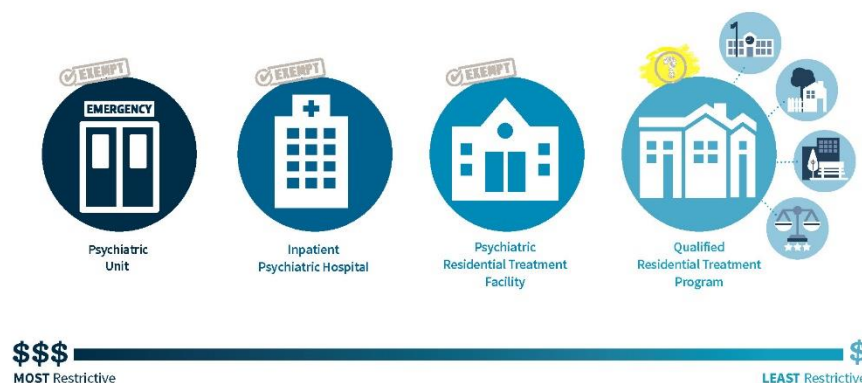 EXEMPT
EXEMPT
EXEMPT
?
EMERGENCY
Psychiatric
Unit
Inpatient
Psychiatric Hospital
Psychiatric
Residential Treatment
Facility
Qualified
Residential Treatment
Program
$$$
$
MOST Restrictive
LEAST Restrictive